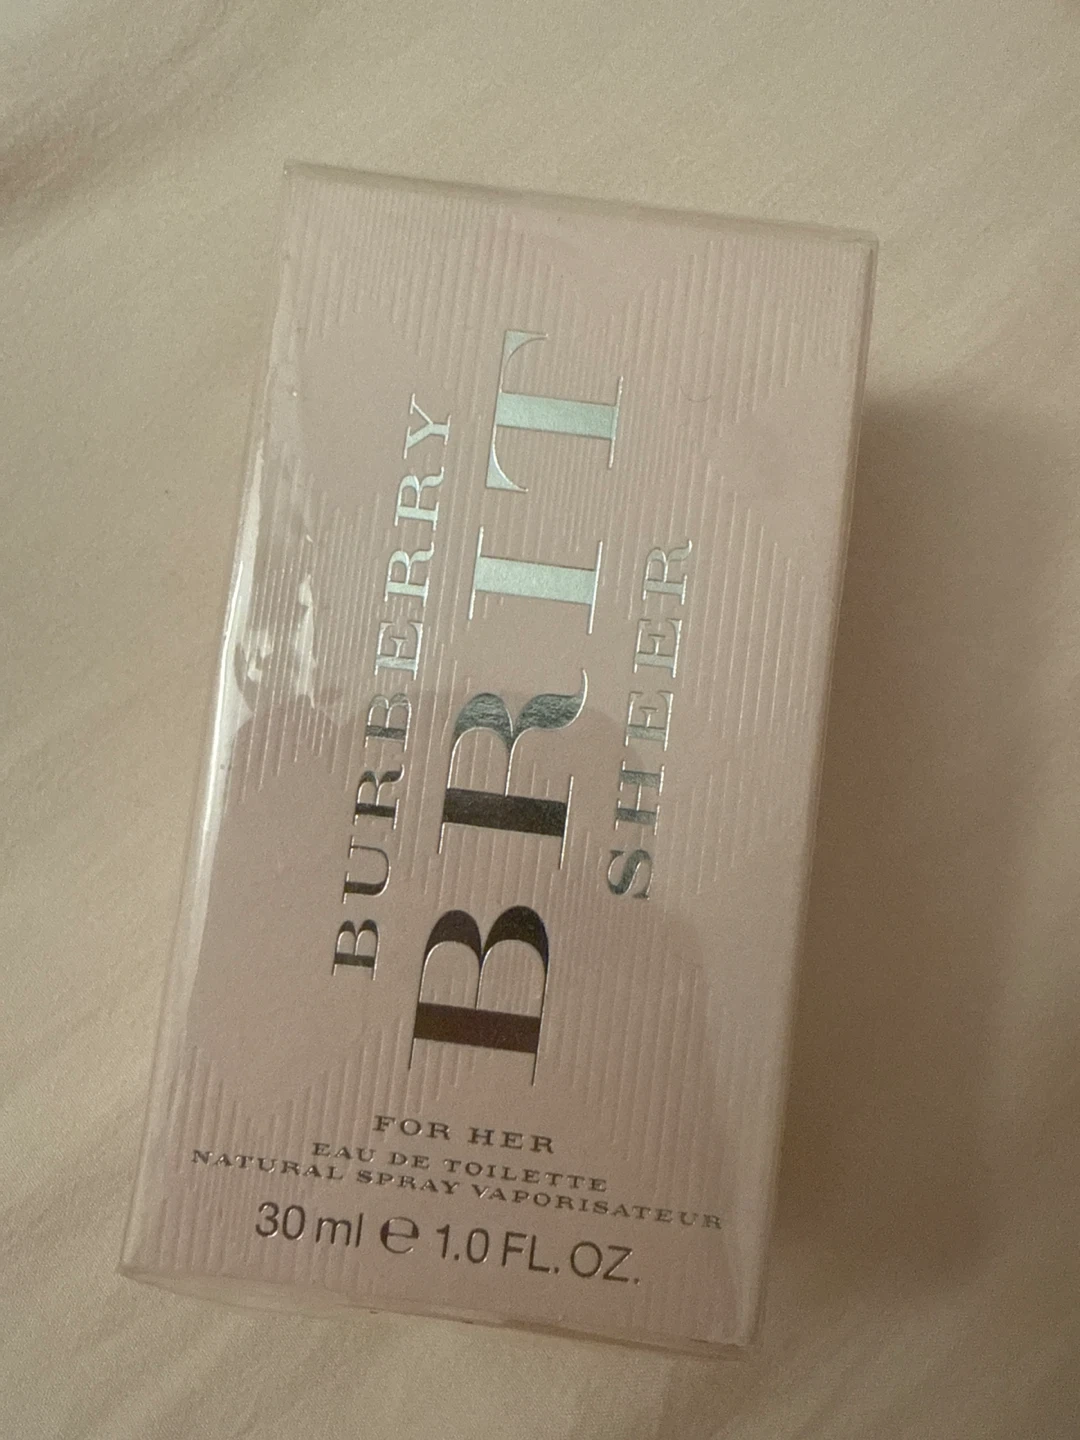 BURBERRY
BRIT
SHEER
FOR HER
EAU DE TOILETTE
NATURAL SPRAY VAPORISATEUR
30 ml ℮ 1.0 FL. OZ.